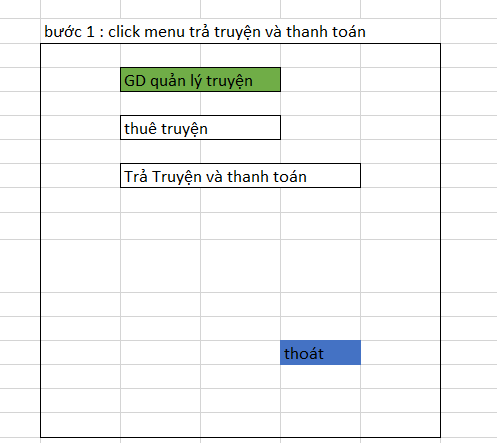 bước 1 : click menu trả truyện và thanh toán
GD quản lý truyện
thuê truyện
Trả Truyện và thanh toán
thoát